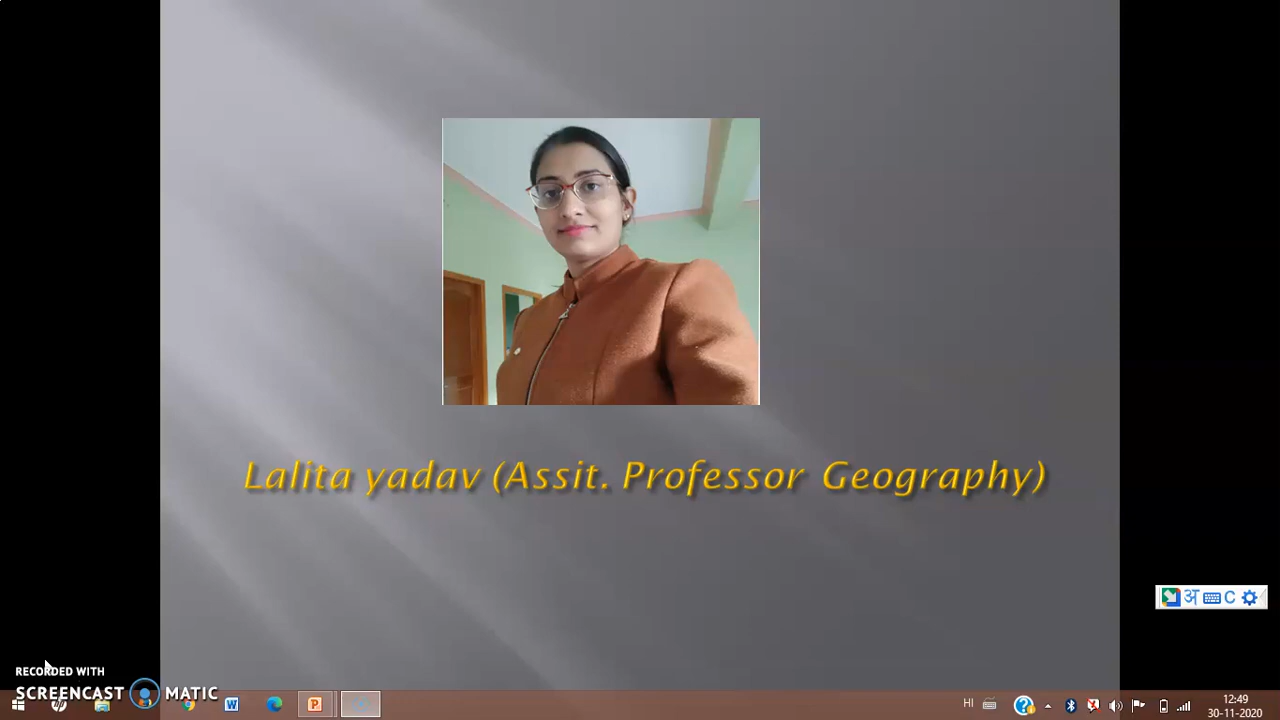 Lalita yadav (Assit. Professor Geography)
अ C
RECORDED WITH
SCREENCAST MATIC
HI
12:49
30-11-2020